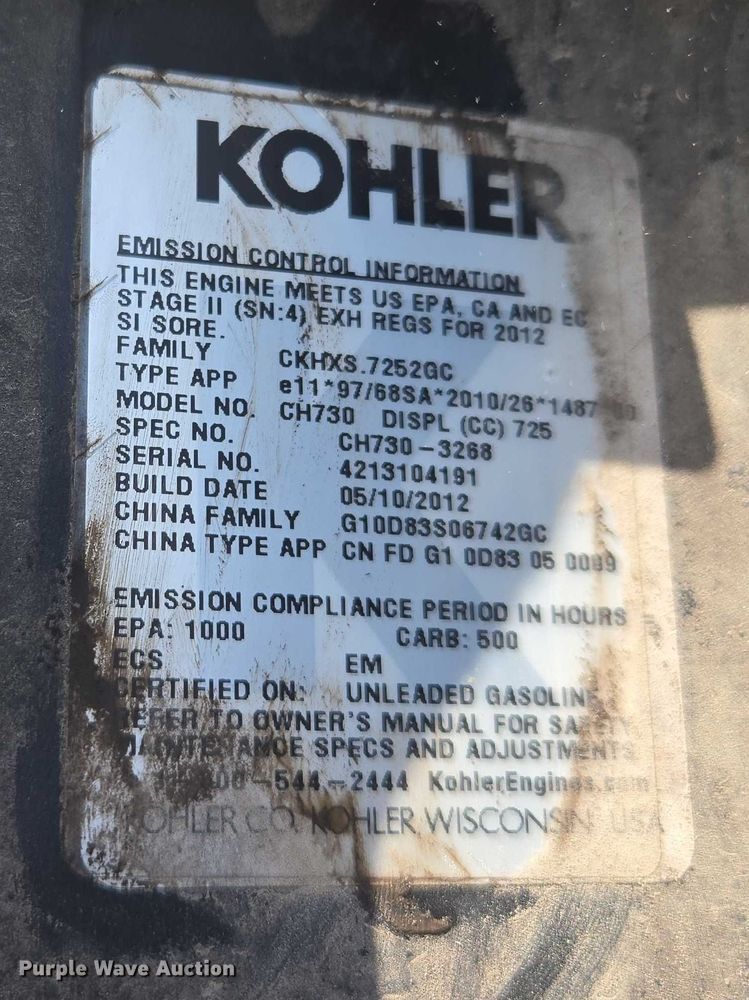 KOHLER
EMISSION CONTROL INFORMATION
THIS ENGINE MEETS US EPA, CA AND EC
STAGE II (SN:4) EXH REGS FOR 2012
SI SORE.
FAMILY CKHXS.7252GC
TYPE APP e11*97/68SA*2010/26*1487
MODEL NO. CH730 DISPL (CC) 725
SPEC NO. CH730-3268
SERIAL NO. 4213104191
BUILD DATE 05/10/2012
CHINA FAMILY G10D83S06742GC
CHINA TYPE APP CN FD G1 0D83 05
EMISSION COMPLIANCE PERIOD IN HOURS
EPA: 1000 CARB: 500
ECS EM
CERTIFIED ON: UNLEADED GASOLINE
REFER TO OWNER'S MANUAL FOR SAFETY
MAINTENANCE SPECS AND ADJUSTMENTS
-544-2444 KohlerEngines.com
KOHLER CO. KOHLER, WISCONSIN USA
Purple Wave Auction